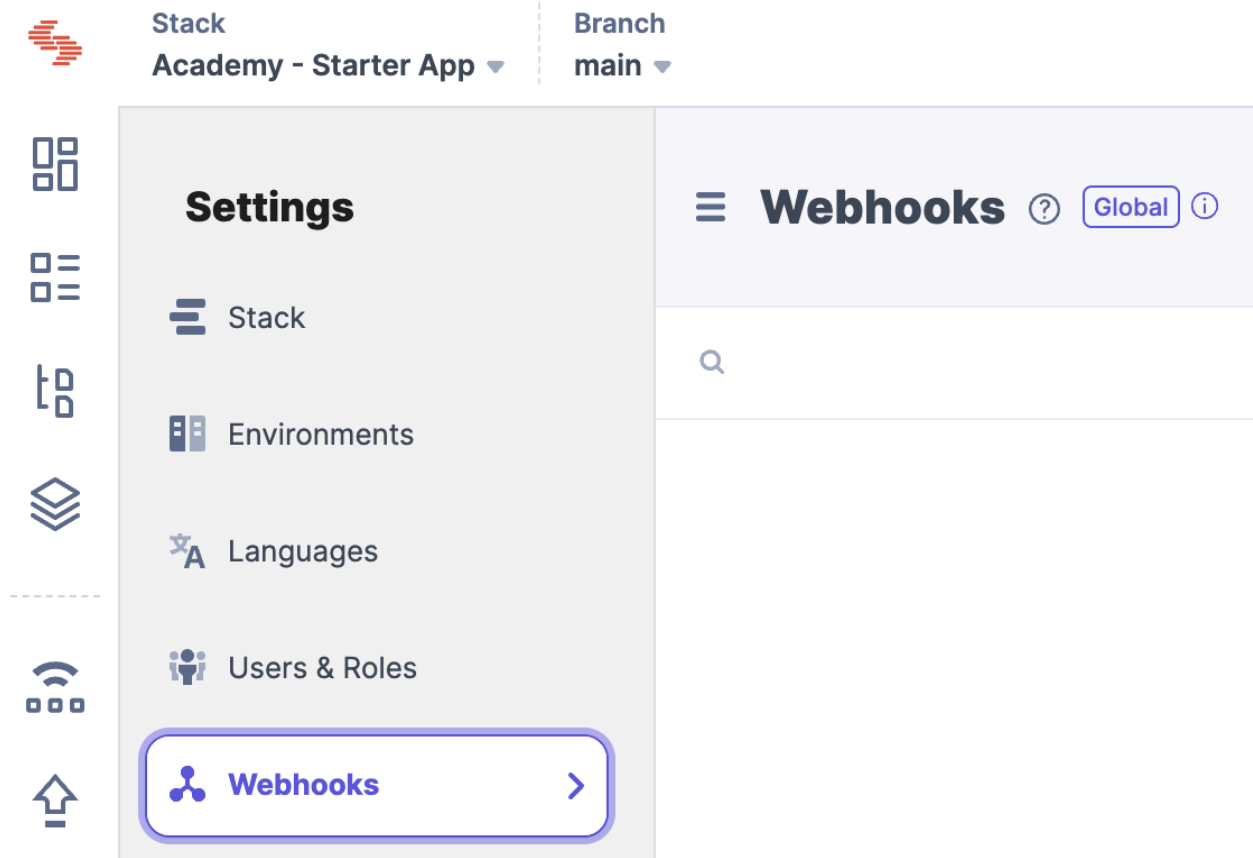 Stack
Academy - Starter App
Branch
main
Settings
Stack
Environments
Languages
Users & Roles
Webhooks
Webhooks ? Global i